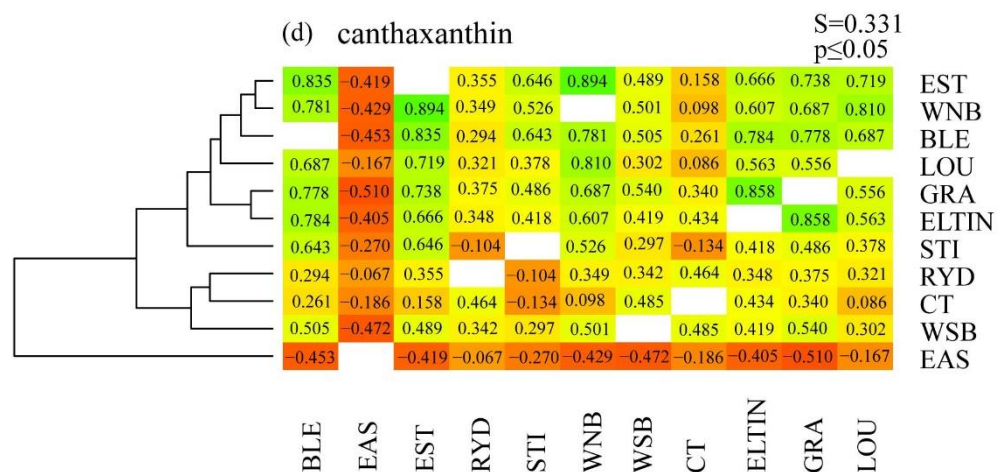 (d) canthaxanthin
S=0.331
p≤0.05
0.835 −0.419 0.355 0.646 0.894 0.489 0.158 0.666 0.738 0.719 EST
0.781 −0.429 0.894 0.349 0.526 0.501 0.098 0.607 0.687 0.810 WNB
−0.453 0.835 0.294 0.643 0.781 0.505 0.261 0.784 0.778 0.687 BLE
0.687 −0.167 0.719 0.321 0.378 0.810 0.302 0.086 0.563 0.556 LOU
0.778 −0.510 0.738 0.375 0.486 0.687 0.540 0.340 0.858 0.556 GRA
0.784 −0.405 0.666 0.348 0.418 0.607 0.419 0.434 0.858 0.563 ELTIN
0.643 −0.270 0.646 −0.104 0.526 0.297 −0.134 0.418 0.486 0.378 STI
0.294 −0.067 0.355 −0.104 0.349 0.342 0.464 0.348 0.375 0.321 RYD
0.261 −0.186 0.158 0.464 −0.134 0.098 0.485 0.434 0.340 0.086 CT
0.505 −0.472 0.489 0.342 0.297 0.501 0.485 0.419 0.540 0.302 WSB
−0.453 −0.419 −0.067 −0.270 −0.429 −0.472 −0.186 −0.405 −0.510 −0.167 EAS
BLE EAS EST RYD STI WNB WSB CT ELTIN GRA LOU